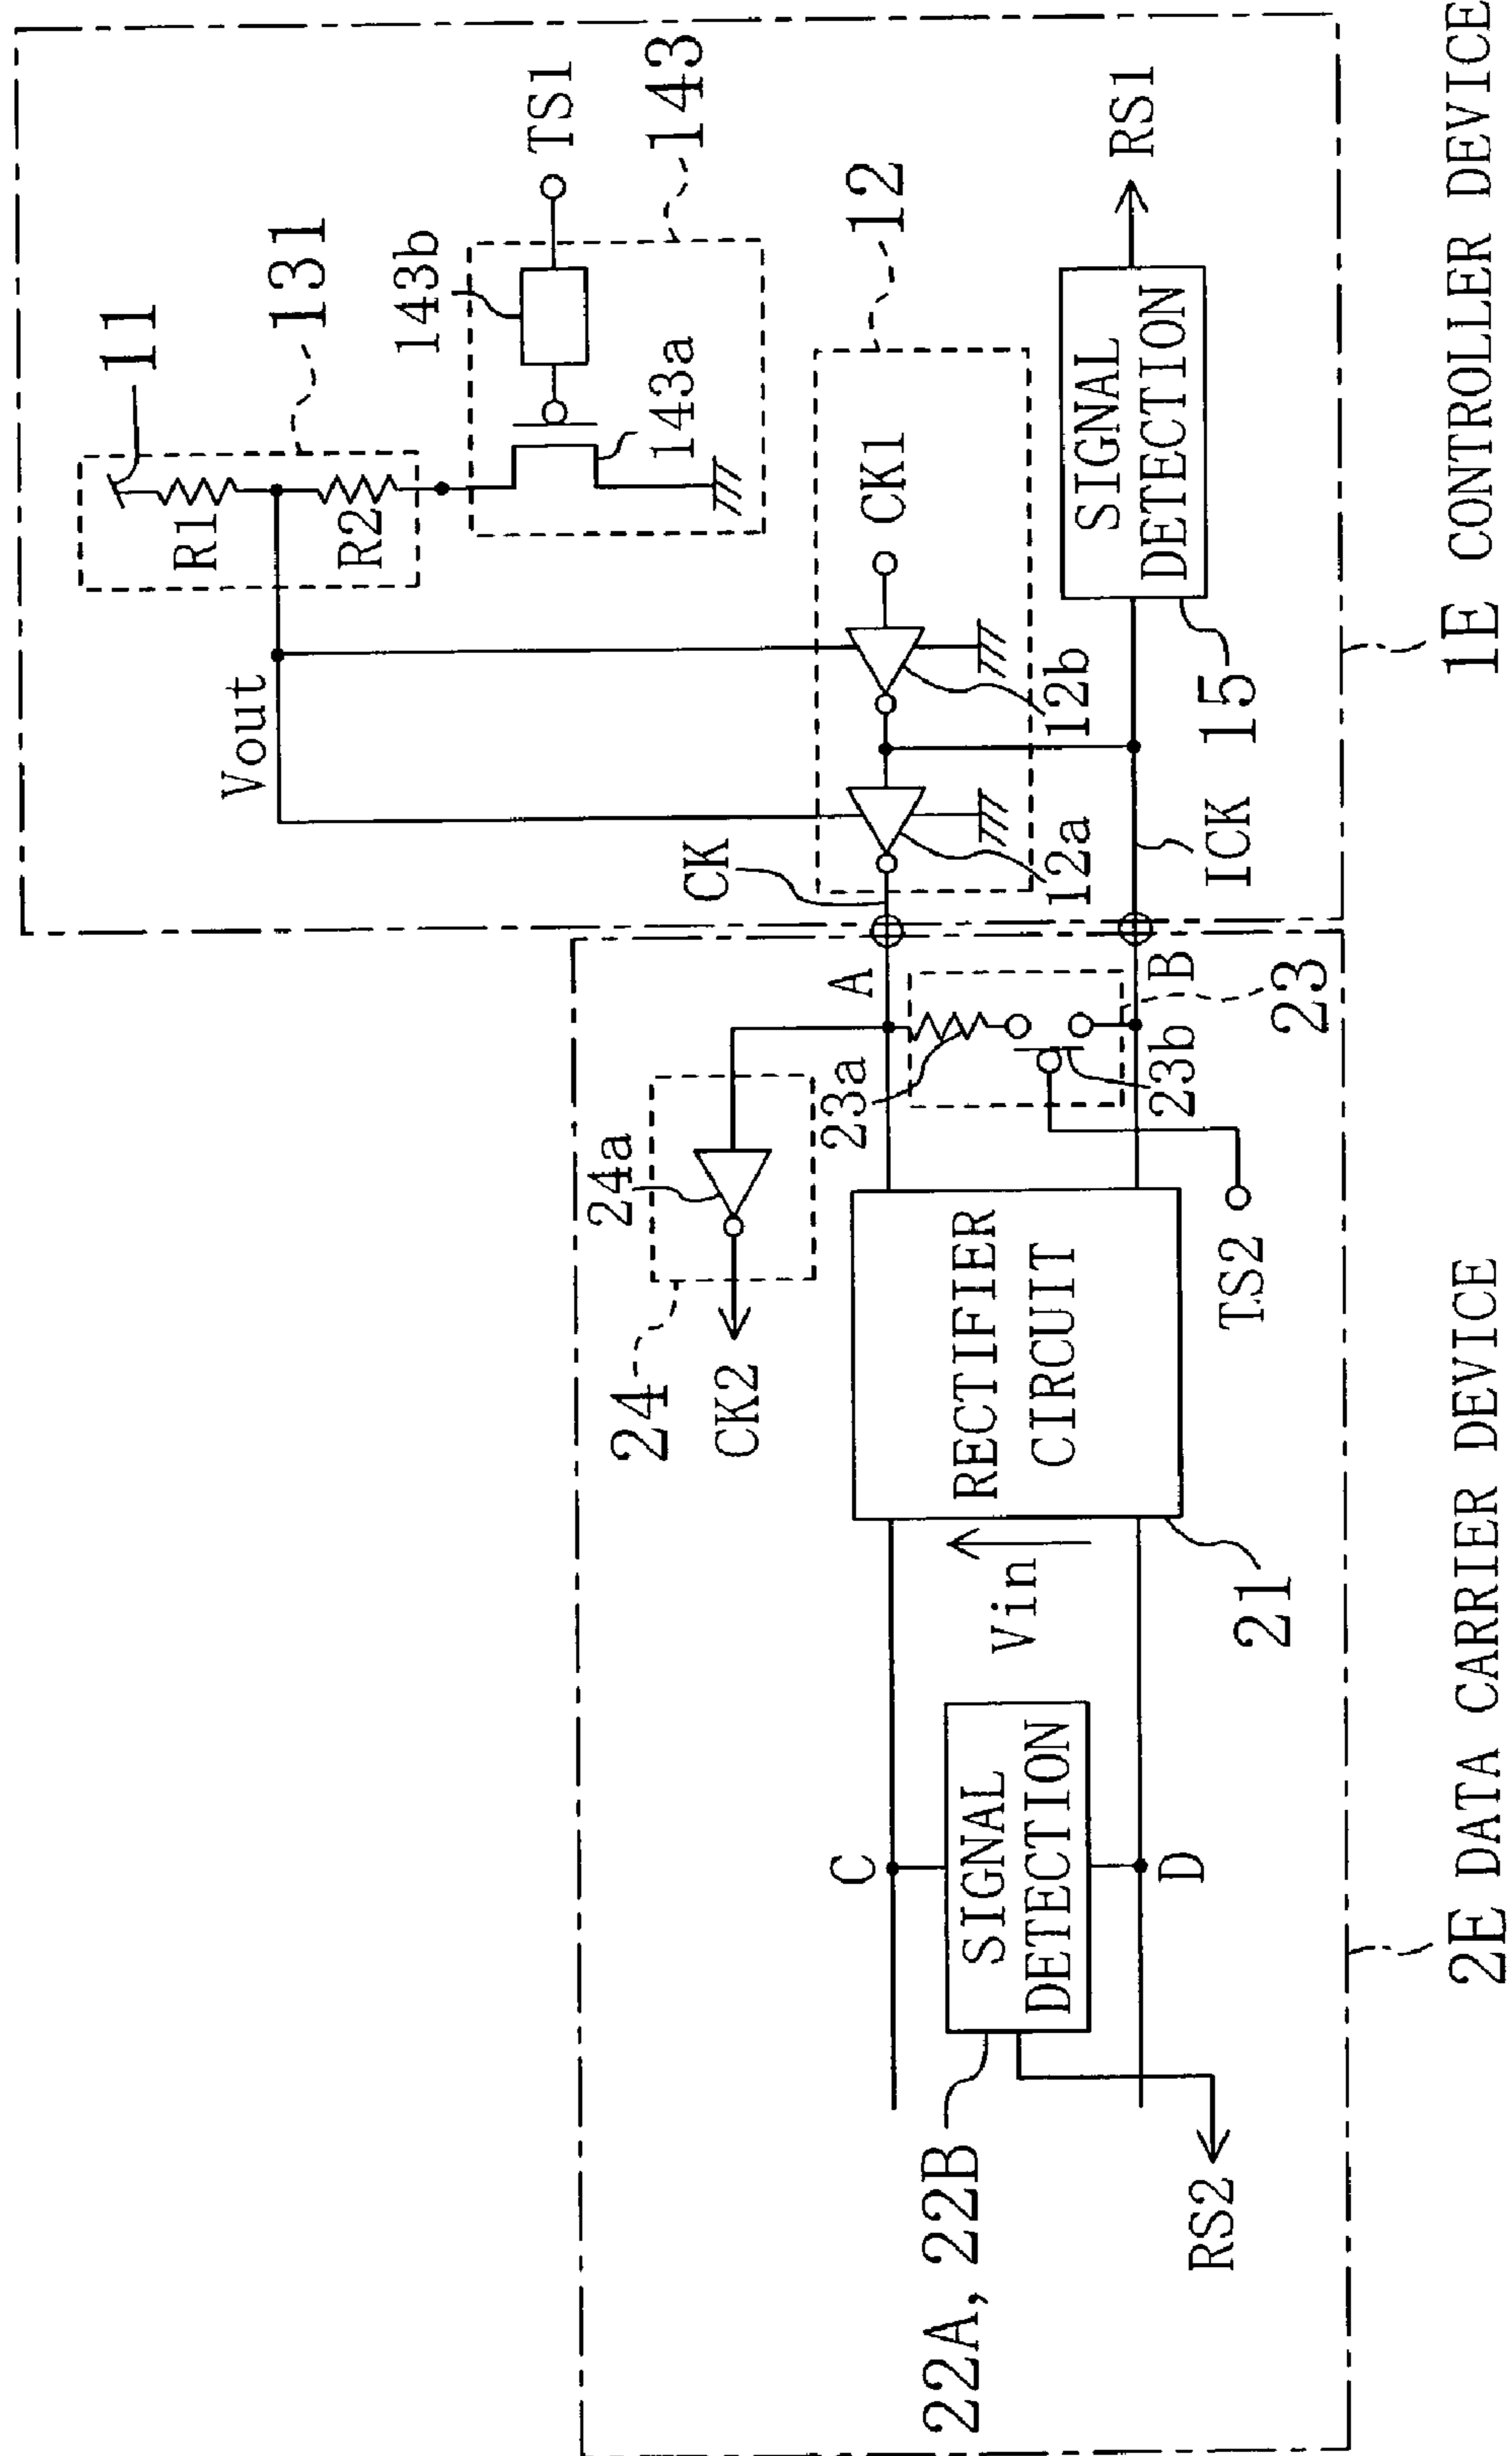 11
131
R1
R2
143b
TS1
143
143a
Vout
12
CK1
CK
12b
12a
SIGNAL
DETECTION
RS1
15
ICK
1E CONTROLLER DEVICE
A
B
23a
23b
23
24a
24
CK2
RECTIFIER
CIRCUIT
TS2
Vin
21
C
D
SIGNAL
DETECTION
22A, 22B
RS2
2E DATA CARRIER DEVICE